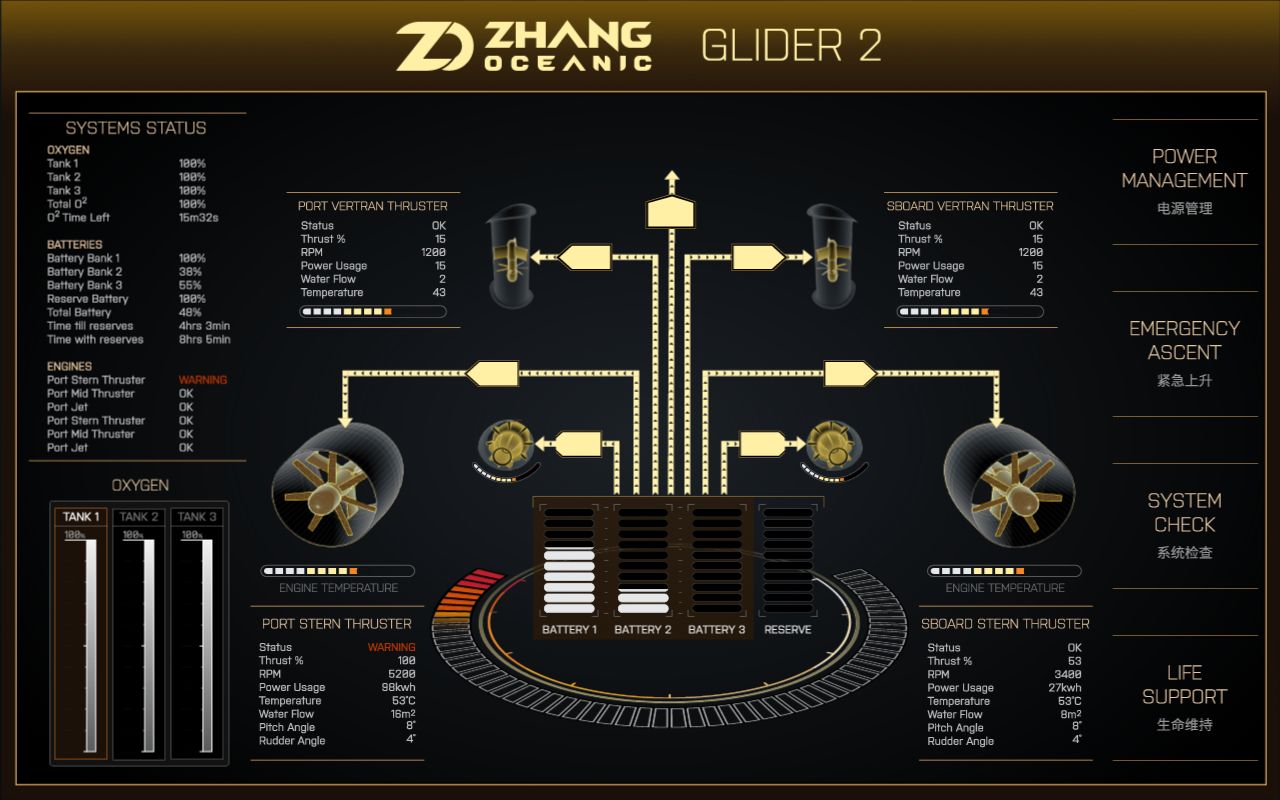 ZHANG
OCEANIC
GLIDER 2
SYSTEMS STATUS
OXYGEN
Tank 1 100%
Tank 2 100%
Tank 3 100%
Total O² 100%
O² Time Left 15m32s
BATTERIES
Battery Bank 1 100%
Battery Bank 2 38%
Battery Bank 3 55%
Reserve Battery 100%
Total Battery 48%
Time till reserves 4hrs 3min
Time with reserves 8hrs 5min
ENGINES
Port Stern Thruster WARNING
Port Mid Thruster OK
Port Jet OK
Port Stern Thruster OK
Port Mid Thruster OK
Port Jet OK
OXYGEN
TANK 1 TANK 2 TANK 3
100% 100% 100%
PORT VERTRAN THRUSTER
Status OK
Thrust % 15
RPM 1200
Power Usage 15
Water Flow 2
Temperature 43
SBOARD VERTRAN THRUSTER
Status OK
Thrust % 15
RPM 1200
Power Usage 15
Water Flow 2
Temperature 43
ENGINE TEMPERATURE
PORT STERN THRUSTER
Status WARNING
Thrust % 100
RPM 5200
Power Usage 98kwh
Temperature 53°C
Water Flow 16m²
Pitch Angle 8°
Rudder Angle 4°
BATTERY 1 BATTERY 2 BATTERY 3 RESERVE
ENGINE TEMPERATURE
SBOARD STERN THRUSTER
Status OK
Thrust % 53
RPM 3400
Power Usage 27kwh
Temperature 53°C
Water Flow 8m²
Pitch Angle 8°
Rudder Angle 4°
POWER
MANAGEMENT
电源管理
EMERGENCY
ASCENT
紧急上升
SYSTEM
CHECK
系统检查
LIFE
SUPPORT
生命维持